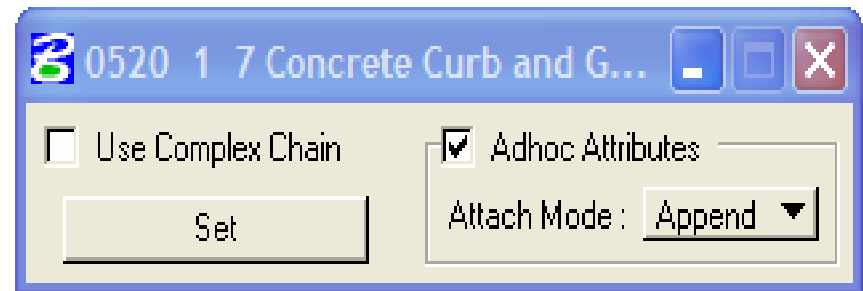 0520 1 7 Concrete Curb and G...
Use Complex Chain
Adhoc Attributes
Set
Attach Mode : Append